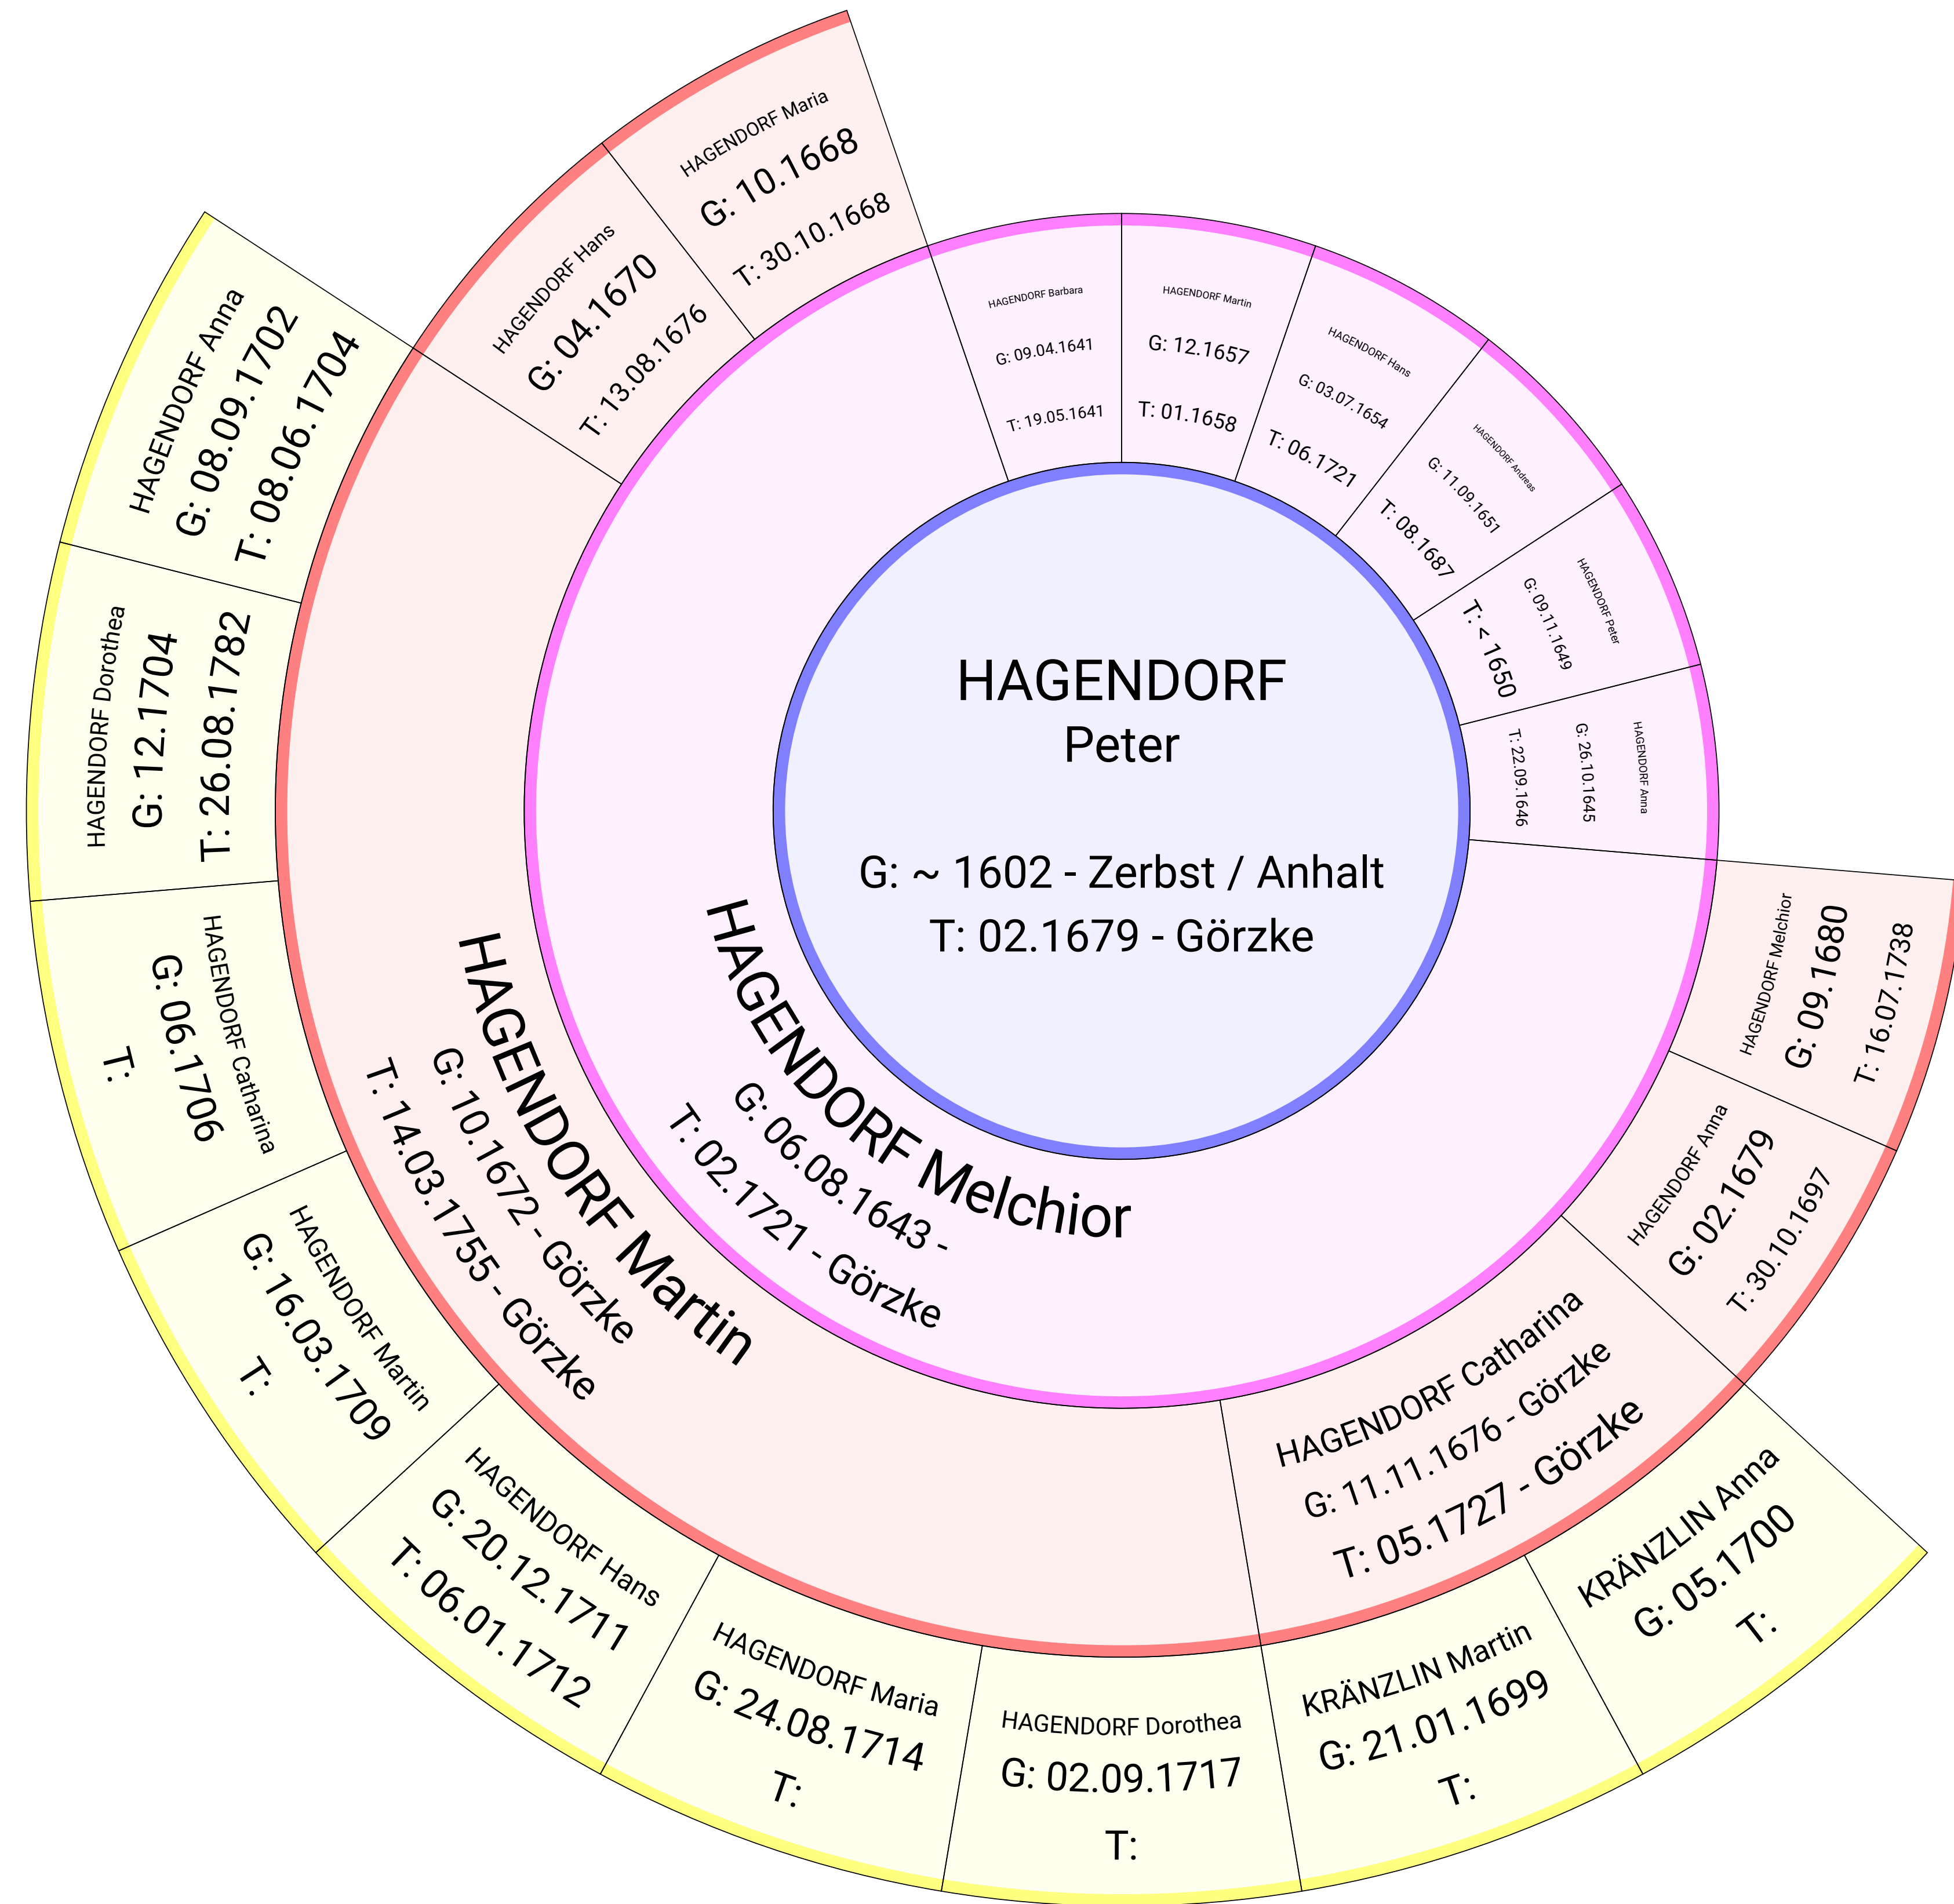 HAGENDORF
Peter
G: ~ 1602 - Zerbst / Anhalt
T: 02.1679 - Görzke
HAGENDORF Barbara
G: 09.04.1641
T: 19.05.1641
HAGENDORF Martin
G: 12.1657
T: 01.1658
HAGENDORF Hans
G: 03.07.1654
T: 06.1721
HAGENDORF Andreas
G: 11.09.1651
T: 08.1687
HAGENDORF Peter
G: 09.11.1649
T: < 1650
HAGENDORF Anna
G: 26.10.1645
T: 22.09.1646
HAGENDORF Melchior
G: 06.08.1643 -
T: 02.1721 - Görzke
HAGENDORF Melchior
G: 09.1680
T: 16.07.1738
HAGENDORF Anna
G: 02.1679
T: 30.10.1697
HAGENDORF Catharina
G: 11.11.1676 - Görzke
T: 05.1727 - Görzke
HAGENDORF Martin
G: 10.1672 - Görzke
T: 14.03.1755 - Görzke
HAGENDORF Hans
G: 04.1670
T: 13.08.1676
HAGENDORF Maria
G: 10.1668
T: 30.10.1668
KRÄNZLIN Anna
G: 05.1700
T:
KRÄNZLIN Martin
G: 21.01.1699
T:
HAGENDORF Dorothea
G: 02.09.1717
T:
HAGENDORF Maria
G: 24.08.1714
T:
HAGENDORF Hans
G: 20.12.1711
T: 06.01.1712
HAGENDORF Martin
G: 16.03.1709
T:
HAGENDORF Catharina
G: 06.1706
T:
HAGENDORF Dorothea
G: 12.1704
T: 26.08.1782
HAGENDORF Anna
G: 08.09.1702
T: 08.06.1704